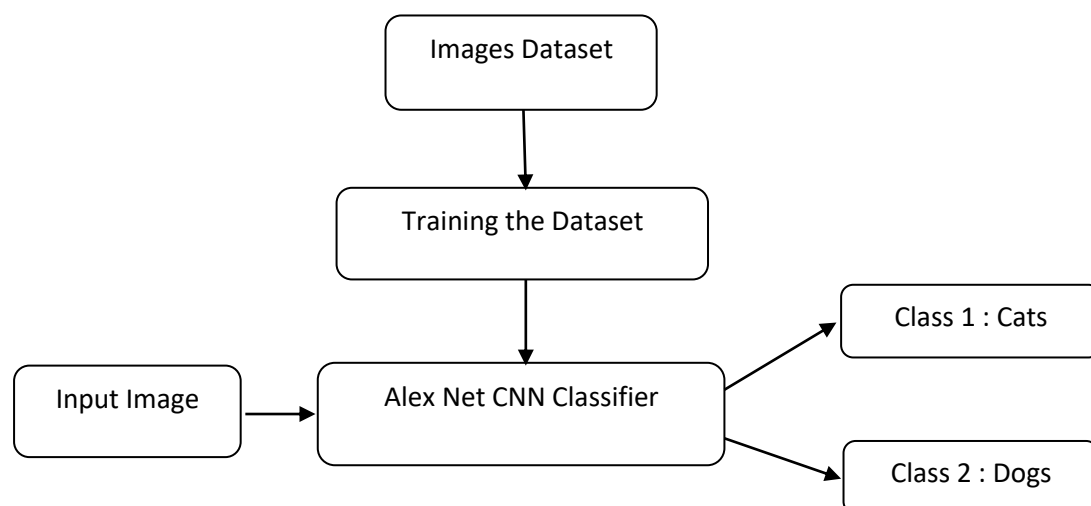 Images Dataset
Training the Dataset
Class 1 : Cats
Input Image
Alex Net CNN Classifier
Class 2 : Dogs